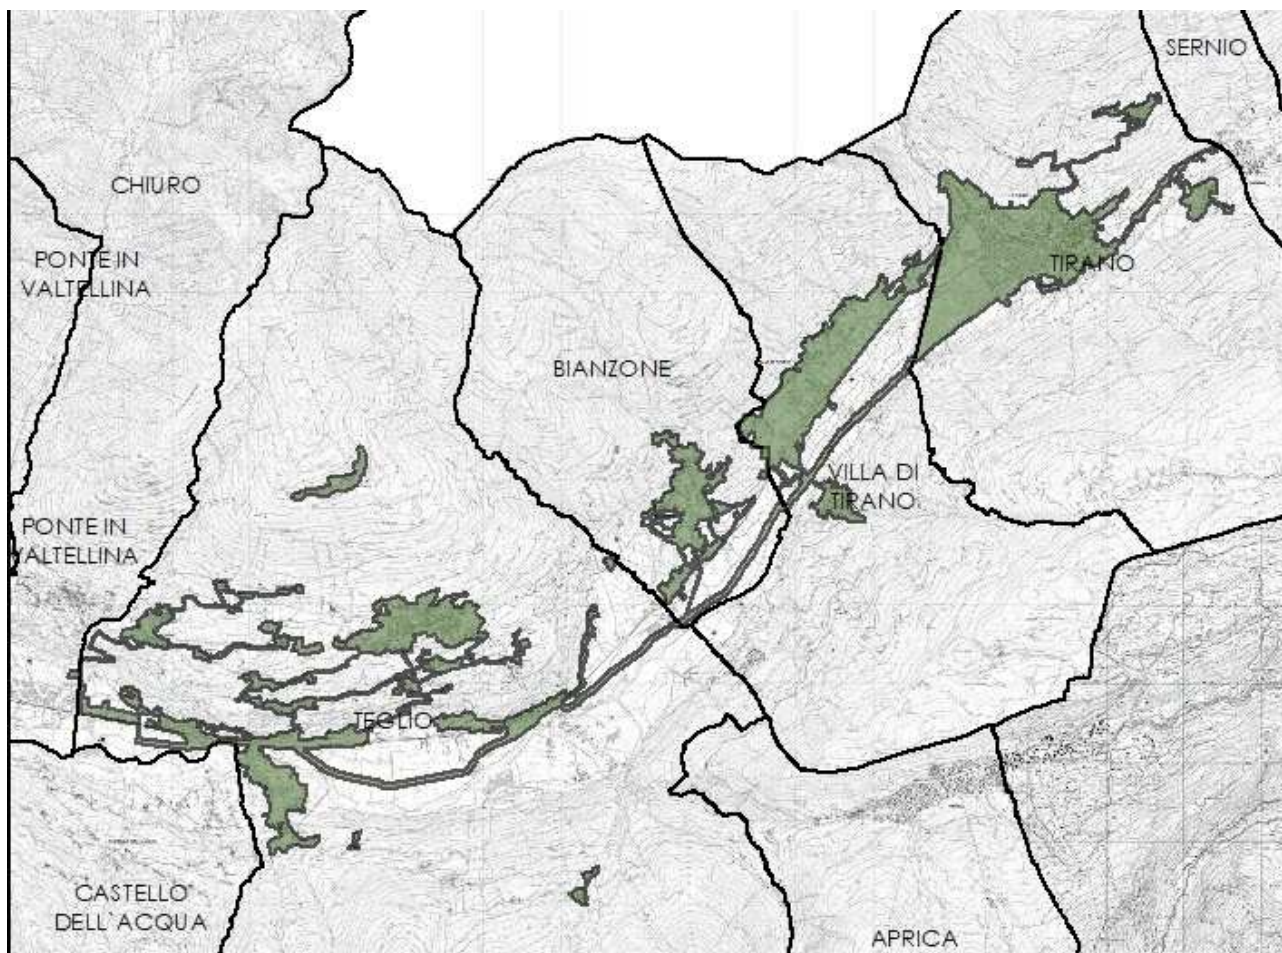 SERNIO
CHIURO
PONTE IN
VALTELLINA
TIRANO
BIANZONE
VILLA DI
TIRANO
PONTE IN
VALTELLINA
TEGLIO
CASTELLO
DELL`ACQUA
APRICA